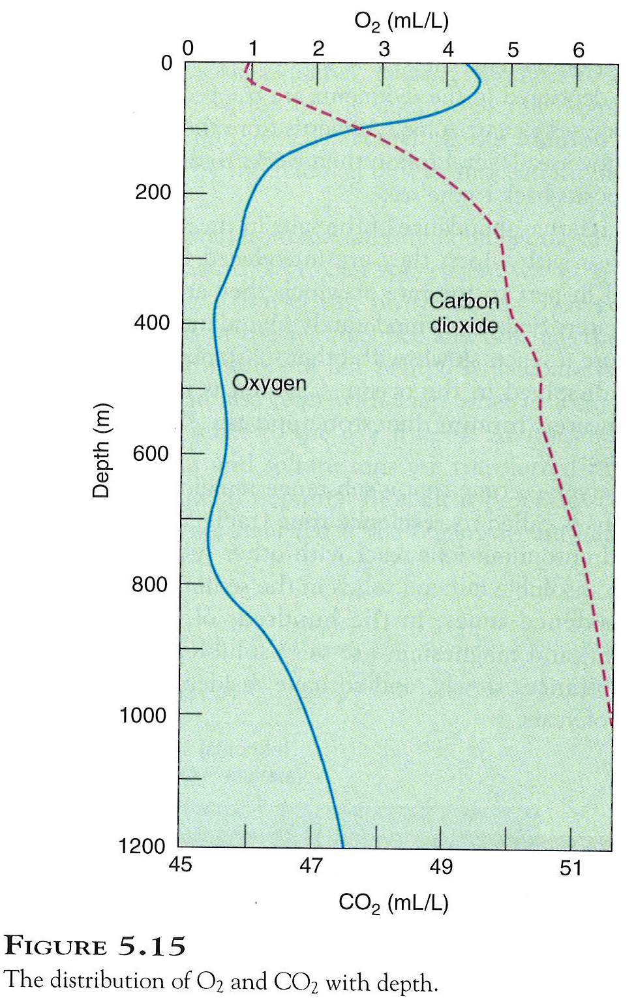 O₂ (mL/L)
0 1 2 3 4 5 6
0
200
400
600
800
1000
1200
Depth (m)
Carbon
dioxide
Oxygen
45 47 49 51
CO₂ (mL/L)
FIGURE 5.15
The distribution of O₂ and CO₂ with depth.